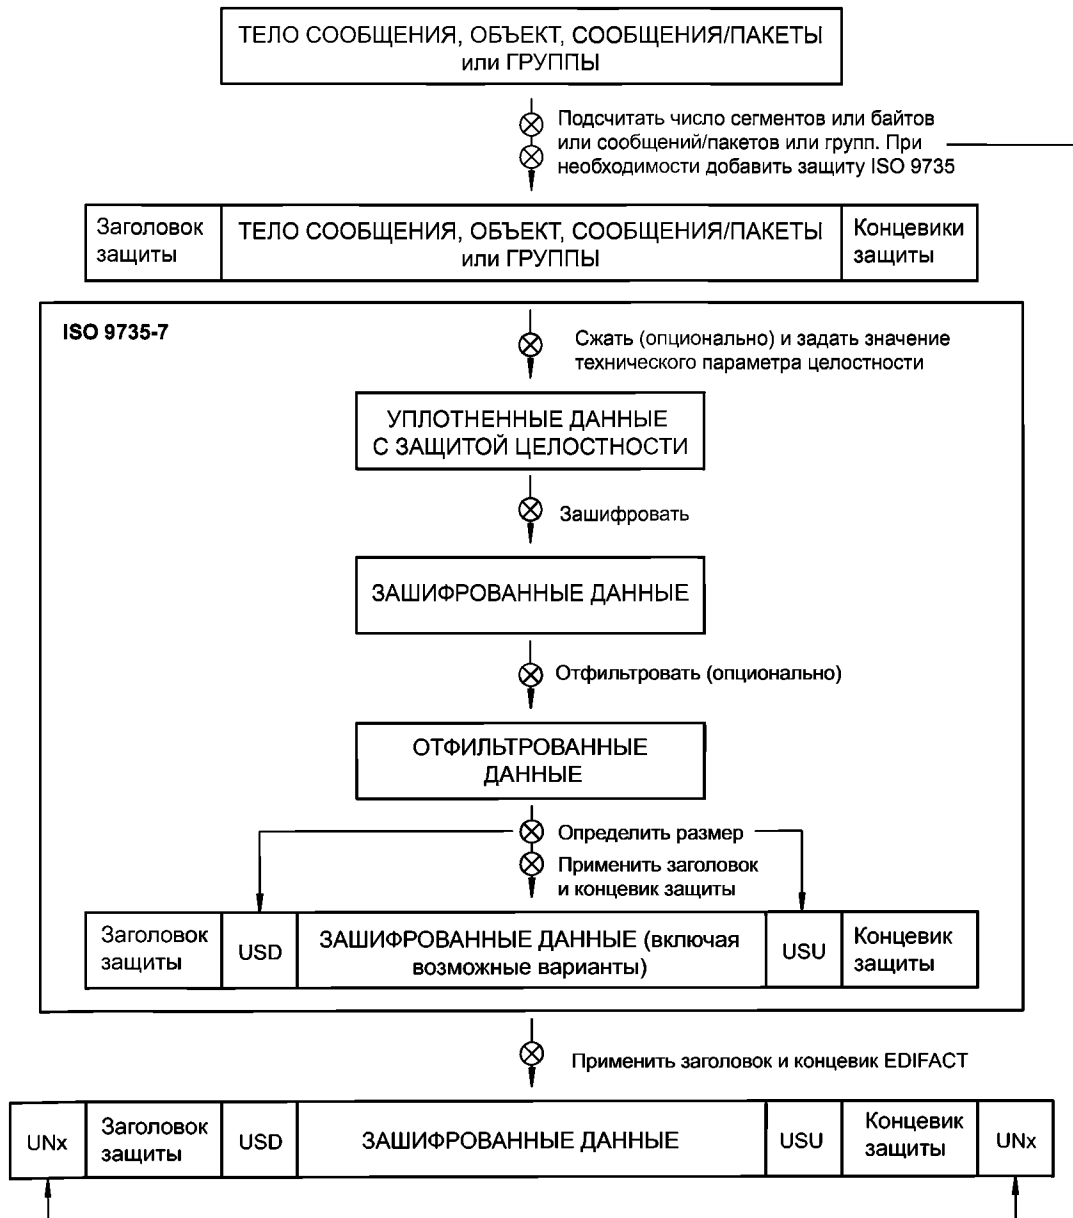 ТЕЛО СООБЩЕНИЯ, ОБЪЕКТ, СООБЩЕНИЯ/ПАКЕТЫ
или ГРУППЫ
Подсчитать число сегментов или байтов
или сообщений/пакетов или групп. При
необходимости добавить защиту ISO 9735
Заголовок
защиты
ТЕЛО СООБЩЕНИЯ, ОБЪЕКТ, СООБЩЕНИЯ/ПАКЕТЫ
или ГРУППЫ
Концевики
защиты
ISO 9735-7
Сжать (опционально) и задать значение
технического параметра целостности
УПЛОТНЕННЫЕ ДАННЫЕ
С ЗАЩИТОЙ ЦЕЛОСТНОСТИ
Зашифровать
ЗАШИФРОВАННЫЕ ДАННЫЕ
Отфильтровать (опционально)
ОТФИЛЬТРОВАННЫЕ
ДАННЫЕ
Определить размер
Применить заголовок
и концевик защиты
Заголовок
защиты
USD
ЗАШИФРОВАННЫЕ ДАННЫЕ (включая
возможные варианты)
USU
Концевик
защиты
Применить заголовок и концевик EDIFACT
UNx
Заголовок
защиты
USD
ЗАШИФРОВАННЫЕ ДАННЫЕ
USU
Концевик
защиты
UNx